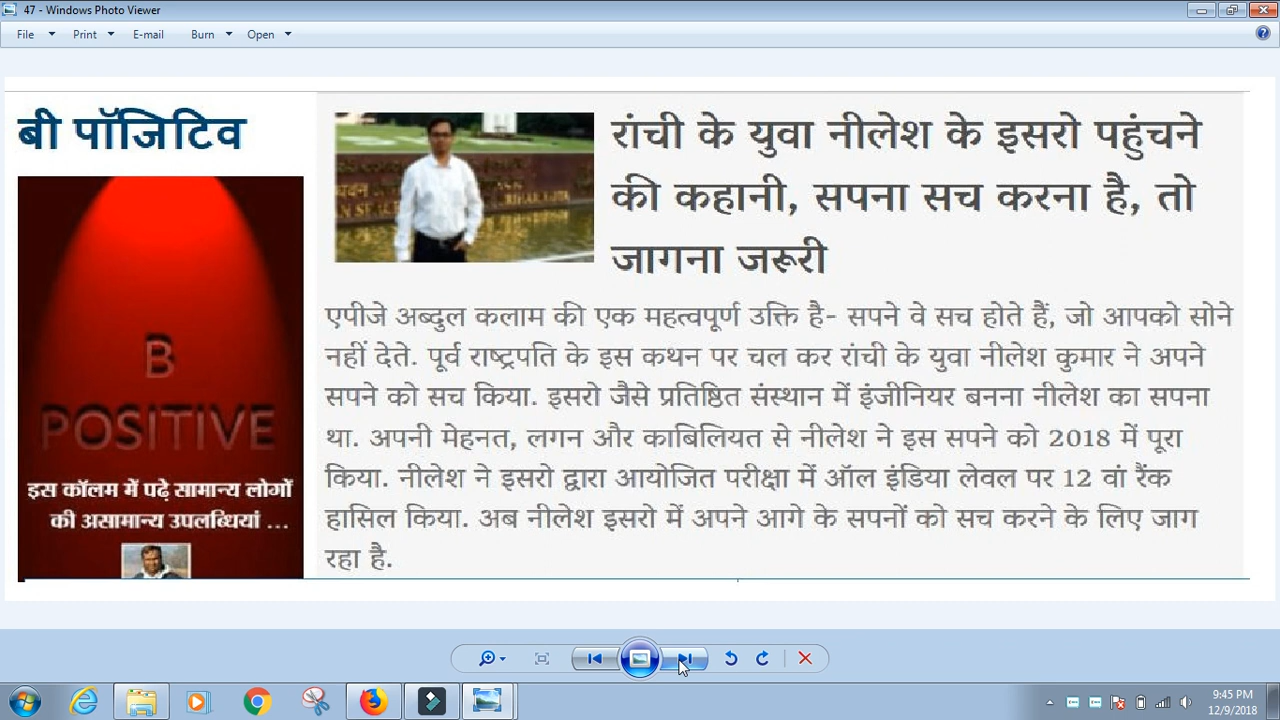 47 - Windows Photo Viewer
File Print E-mail Burn Open
बी पॉजिटिव
B
POSITIVE
इस कॉलम में पढ़े सामान्य लोगों
की असामान्य उपलब्धियां ...
रांची के युवा नीलेश के इसरो पहुंचने
की कहानी, सपना सच करना है, तो
जागना जरूरी
एपीजे अब्दुल कलाम की एक महत्वपूर्ण उक्ति है- सपने वे सच होते हैं, जो आपको सोने
नहीं देते. पूर्व राष्ट्रपति के इस कथन पर चल कर रांची के युवा नीलेश कुमार ने अपने
सपने को सच किया. इसरो जैसे प्रतिष्ठित संस्थान में इंजीनियर बनना नीलेश का सपना
था. अपनी मेहनत, लगन और काबिलियत से नीलेश ने इस सपने को 2018 में पूरा
किया. नीलेश ने इसरो द्वारा आयोजित परीक्षा में ऑल इंडिया लेवल पर 12 वां रैंक
हासिल किया. अब नीलेश इसरो में अपने आगे के सपनों को सच करने के लिए जाग
रहा है.
9:45 PM
12/9/2018